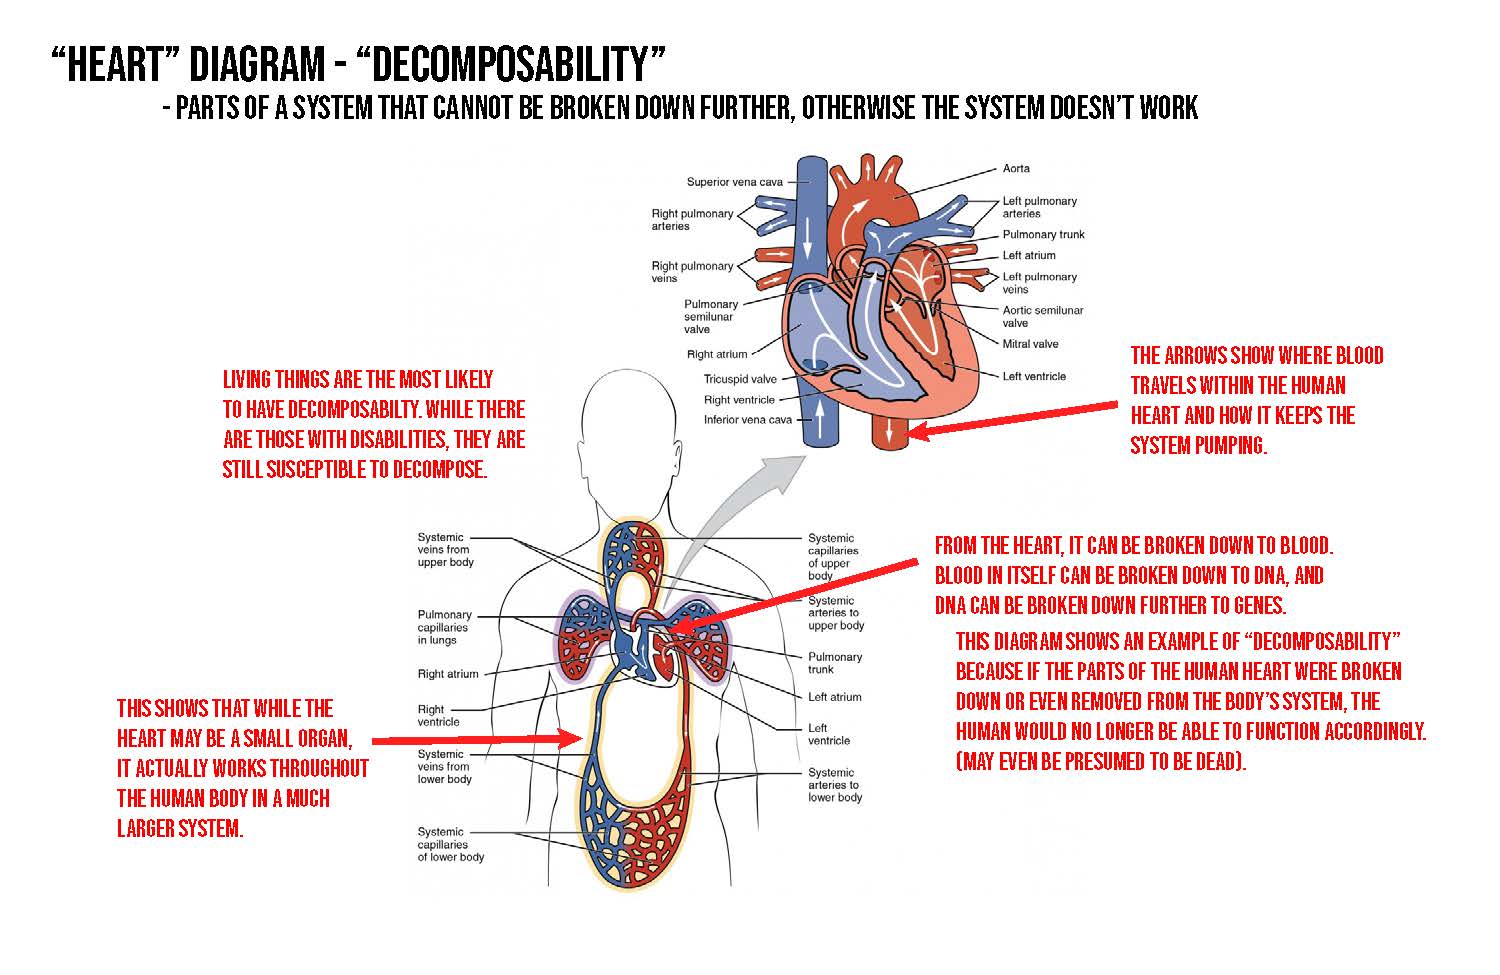 “HEART” DIAGRAM - “DECOMPOSABILITY”
- PARTS OF A SYSTEM THAT CANNOT BE BROKEN DOWN FURTHER, OTHERWISE THE SYSTEM DOESN’T WORK
Superior vena cava
Right pulmonary
arteries
Right pulmonary
veins
Pulmonary
semilunar
valve
Right atrium
Tricuspid valve
Right ventricle
Inferior vena cava
Aorta
Left pulmonary
arteries
Pulmonary trunk
Left atrium
Left pulmonary
veins
Aortic semilunar
valve
Mitral valve
Left ventricle
THE ARROWS SHOW WHERE BLOOD
TRAVELS WITHIN THE HUMAN
HEART AND HOW IT KEEPS THE
SYSTEM PUMPING.
LIVING THINGS ARE THE MOST LIKELY
TO HAVE DECOMPOSABILTY. WHILE THERE
ARE THOSE WITH DISABILITIES, THEY ARE
STILL SUSCEPTIBLE TO DECOMPOSE.
Systemic
veins from
upper body
Pulmonary
capillaries
in lungs
Right atrium
Right
ventricle
Systemic
veins from
lower body
Systemic
capillaries
of lower body
Systemic
capillaries
of upper
body
Systemic
arteries to
upper body
Pulmonary
trunk
Left atrium
Left
ventricle
Systemic
arteries to
lower body
FROM THE HEART, IT CAN BE BROKEN DOWN TO BLOOD.
BLOOD IN ITSELF CAN BE BROKEN DOWN TO DNA, AND
DNA CAN BE BROKEN DOWN FURTHER TO GENES.
THIS DIAGRAM SHOWS AN EXAMPLE OF “DECOMPOSABILITY”
BECAUSE IF THE PARTS OF THE HUMAN HEART WERE BROKEN
DOWN OR EVEN REMOVED FROM THE BODY’S SYSTEM, THE
HUMAN WOULD NO LONGER BE ABLE TO FUNCTION ACCORDINGLY.
(MAY EVEN BE PRESUMED TO BE DEAD).
THIS SHOWS THAT WHILE THE
HEART MAY BE A SMALL ORGAN,
IT ACTUALLY WORKS THROUGHOUT
THE HUMAN BODY IN A MUCH
LARGER SYSTEM.